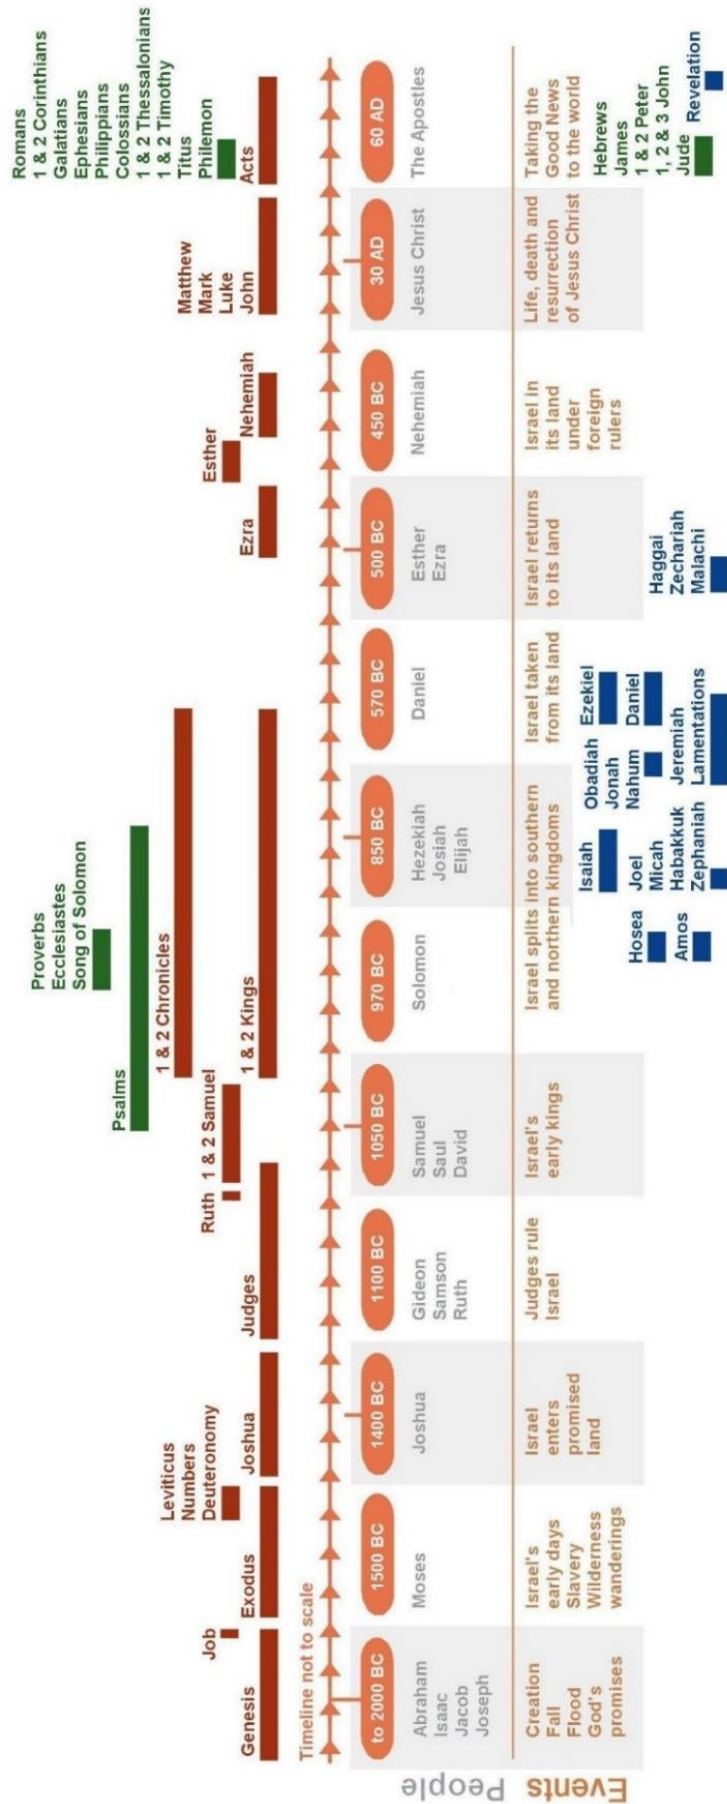 Proverbs
Ecclesiastes
Song of Solomon
Psalms
1 & 2 Chronicles
Romans
1 & 2 Corinthians
Galatians
Ephesians
Philippians
Colossians
1 & 2 Thessalonians
1 & 2 Timothy
Titus
Philemon
Job
Leviticus
Numbers
Deuteronomy
Ruth
1 & 2 Samuel
Esther
Matthew
Mark
Luke
John
Genesis
Exodus
Joshua
Judges
1 & 2 Kings
Ezra
Nehemiah
Acts
Timeline not to scale
to 2000 BC
1500 BC
1400 BC
1100 BC
1050 BC
970 BC
850 BC
570 BC
500 BC
450 BC
30 AD
60 AD
People
Abraham
Isaac
Jacob
Joseph
Moses
Joshua
Gideon
Samson
Ruth
Samuel
Saul
David
Solomon
Hezekiah
Josiah
Elijah
Daniel
Esther
Ezra
Nehemiah
Jesus Christ
The Apostles
Events
Creation
Fall
Flood
God's
promises
Israel's
early days
Slavery
Wilderness
wanderings
Israel
enters
promised
land
Judges rule
Israel
Israel's
early kings
Israel splits into southern
and northern kingdoms
Israel taken
from its land
Israel returns
to its land
Israel in
its land
under
foreign
rulers
Life, death and
resurrection
of Jesus Christ
Taking the
Good News
to the world
Hosea
Amos
Isaiah
Joel
Micah
Habakkuk
Zephaniah
Obadiah
Jonah
Nahum
Jeremiah
Lamentations
Ezekiel
Daniel
Haggai
Zechariah
Malachi
Hebrews
James
1 & 2 Peter
1, 2 & 3 John
Jude
Revelation